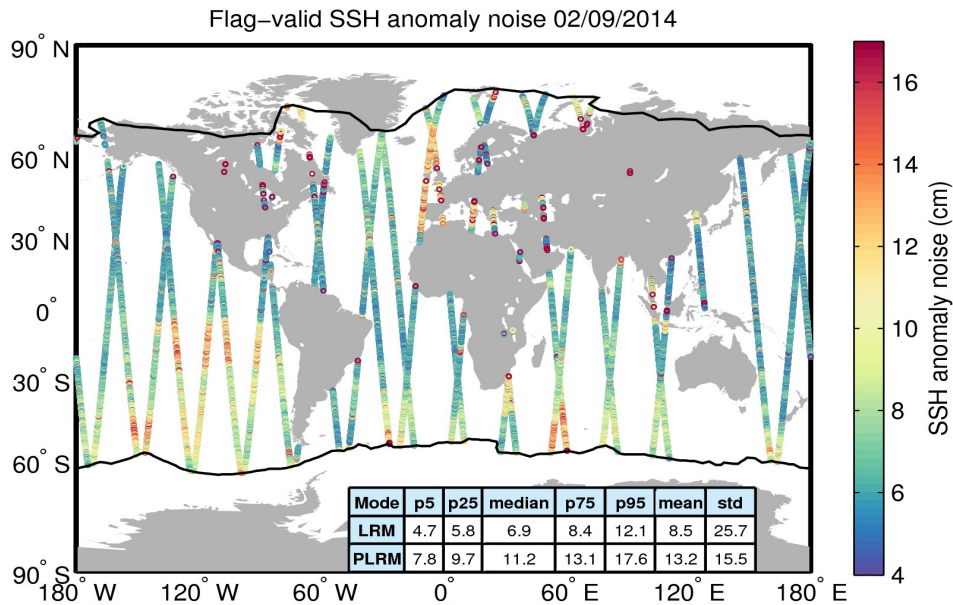 Flag−valid SSH anomaly noise 02/09/2014
90° N
60° N
30° N
0°
30° S
60° S
90° S
180° W 120° W 60° W 0° 60° E 120° E 180° E
16
14
12
10
8
6
4
SSH anomaly noise (cm)
Mode p5 p25 median p75 p95 mean std
LRM 4.7 5.8 6.9 8.4 12.1 8.5 25.7
PLRM 7.8 9.7 11.2 13.1 17.6 13.2 15.5